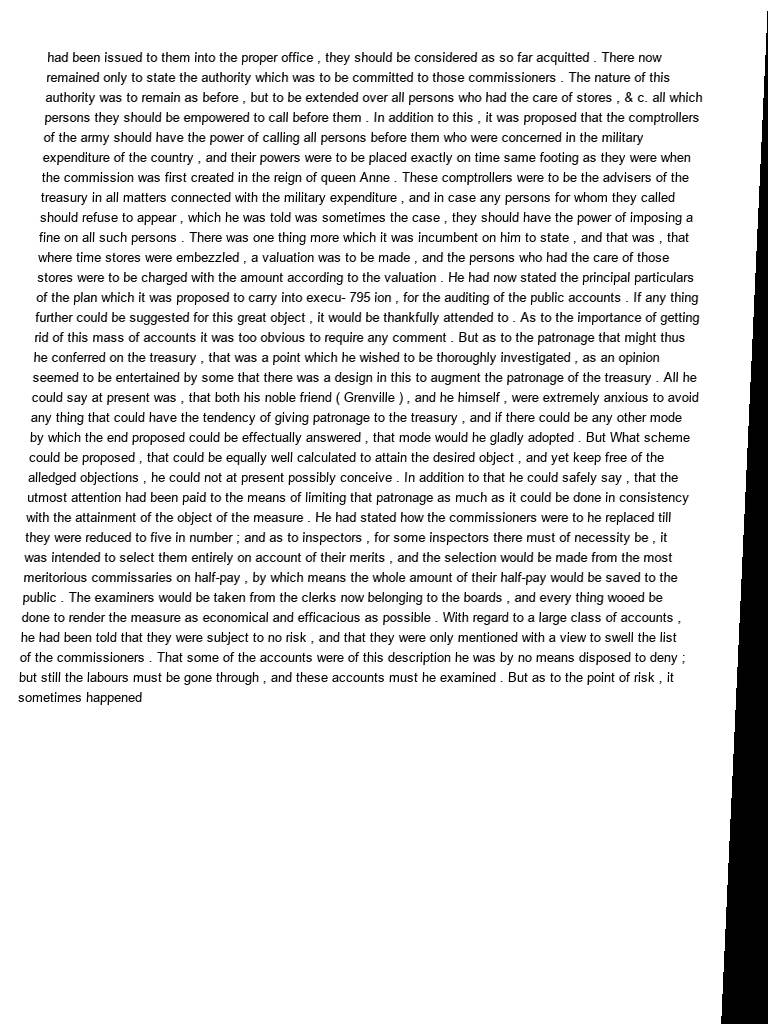 had been issued to them into the proper office , they should be considered as so far acquitted . There now
remained only to state the authority which was to be committed to those commissioners . The nature of this
authority was to remain as before , but to be extended over all persons who had the care of stores , & c. all which
persons they should be empowered to call before them . In addition to this , it was proposed that the comptrollers
of the army should have the power of calling all persons before them who were concerned in the military
expenditure of the country , and their powers were to be placed exactly on time same footing as they were when
the commission was first created in the reign of queen Anne . These comptrollers were to be the advisers of the
treasury in all matters connected with the military expenditure , and in case any persons for whom they called
should refuse to appear , which he was told was sometimes the case , they should have the power of imposing a
fine on all such persons . There was one thing more which it was incumbent on him to state , and that was , that
where time stores were embezzled , a valuation was to be made , and the persons who had the care of those
stores were to be charged with the amount according to the valuation . He had now stated the principal particulars
of the plan which it was proposed to carry into execu- 795 ion , for the auditing of the public accounts . If any thing
further could be suggested for this great object , it would be thankfully attended to . As to the importance of getting
rid of this mass of accounts it was too obvious to require any comment . But as to the patronage that might thus
he conferred on the treasury , that was a point which he wished to be thoroughly investigated , as an opinion
seemed to be entertained by some that there was a design in this to augment the patronage of the treasury . All he
could say at present was , that both his noble friend ( Grenville ) , and he himself , were extremely anxious to avoid
any thing that could have the tendency of giving patronage to the treasury , and if there could be any other mode
by which the end proposed could be effectually answered , that mode would he gladly adopted . But What scheme
could be proposed , that could be equally well calculated to attain the desired object , and yet keep free of the
alledged objections , he could not at present possibly conceive . In addition to that he could safely say , that the
utmost attention had been paid to the means of limiting that patronage as much as it could be done in consistency
with the attainment of the object of the measure . He had stated how the commissioners were to he replaced till
they were reduced to five in number ; and as to inspectors , for some inspectors there must of necessity be , it
was intended to select them entirely on account of their merits , and the selection would be made from the most
meritorious commissaries on half-pay , by which means the whole amount of their half-pay would be saved to the
public . The examiners would be taken from the clerks now belonging to the boards , and every thing wooed be
done to render the measure as economical and efficacious as possible . With regard to a large class of accounts ,
he had been told that they were subject to no risk , and that they were only mentioned with a view to swell the list
of the commissioners . That some of the accounts were of this description he was by no means disposed to deny ;
but still the labours must be gone through , and these accounts must he examined . But as to the point of risk , it
sometimes happened